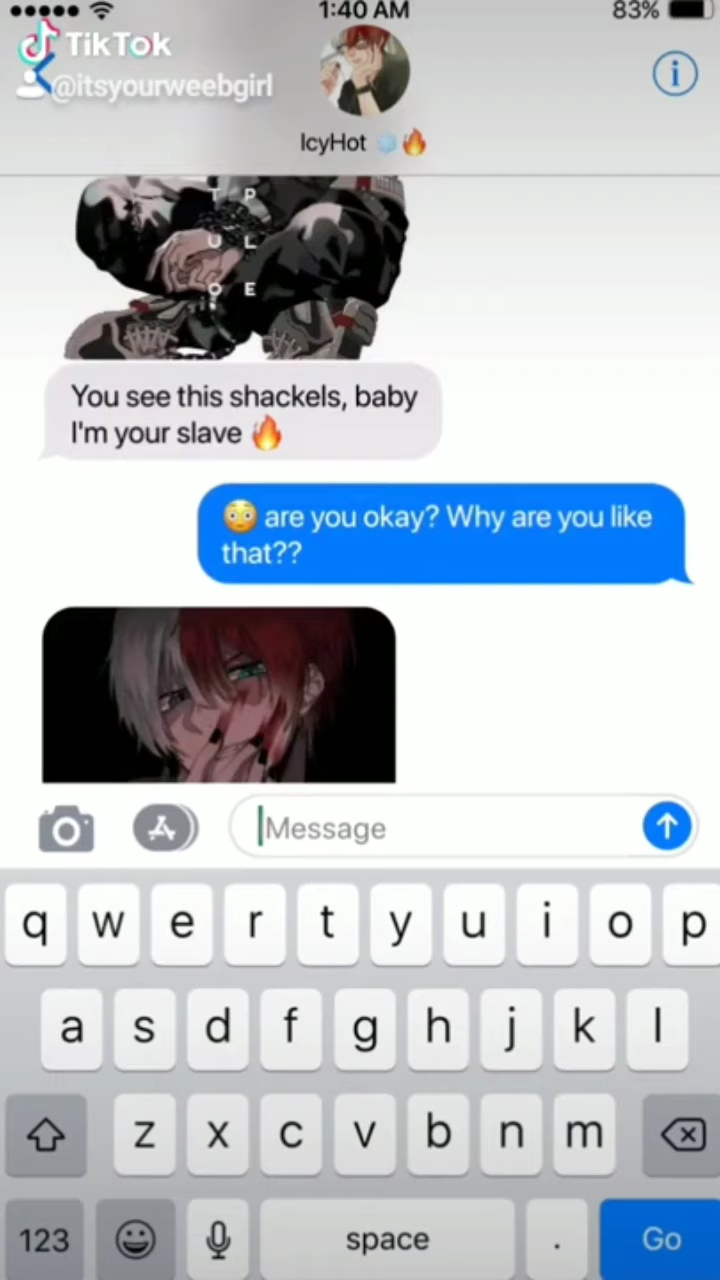 1:40 AM
83%
TikTok
@itsyourweebgirl
IcyHot ❄️🔥
T P
U L
O E
You see this shackels, baby
I'm your slave 🔥
😳 are you okay? Why are you like
that??
Message
q w e r t y u i o p
a s d f g h j k l
z x c v b n m
123 space . Go